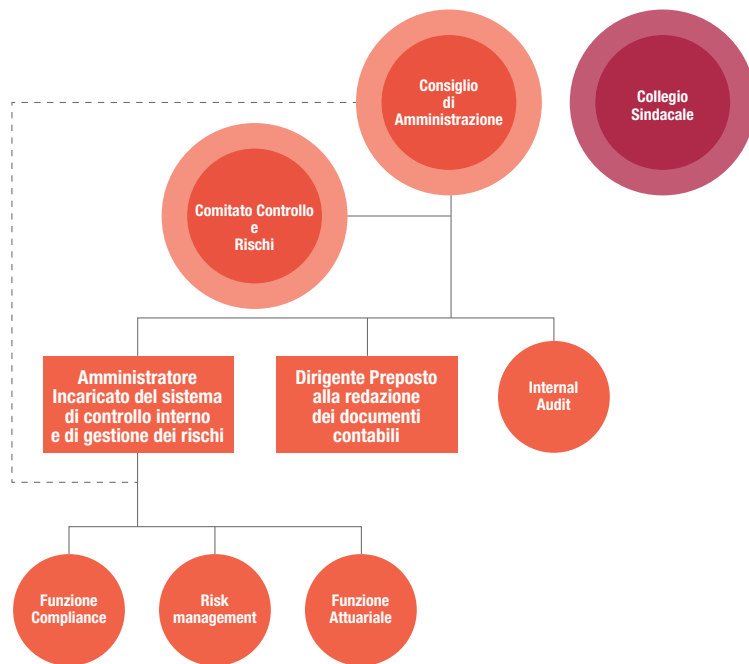 Consiglio
di
Amministrazione
Collegio
Sindacale
Comitato Controllo
e
Rischi
Amministratore
Incaricato del sistema
di controllo interno
e di gestione dei rischi
Dirigente Preposto
alla redazione
dei documenti
contabili
Internal
Audit
Funzione
Compliance
Risk
management
Funzione
Attuariale